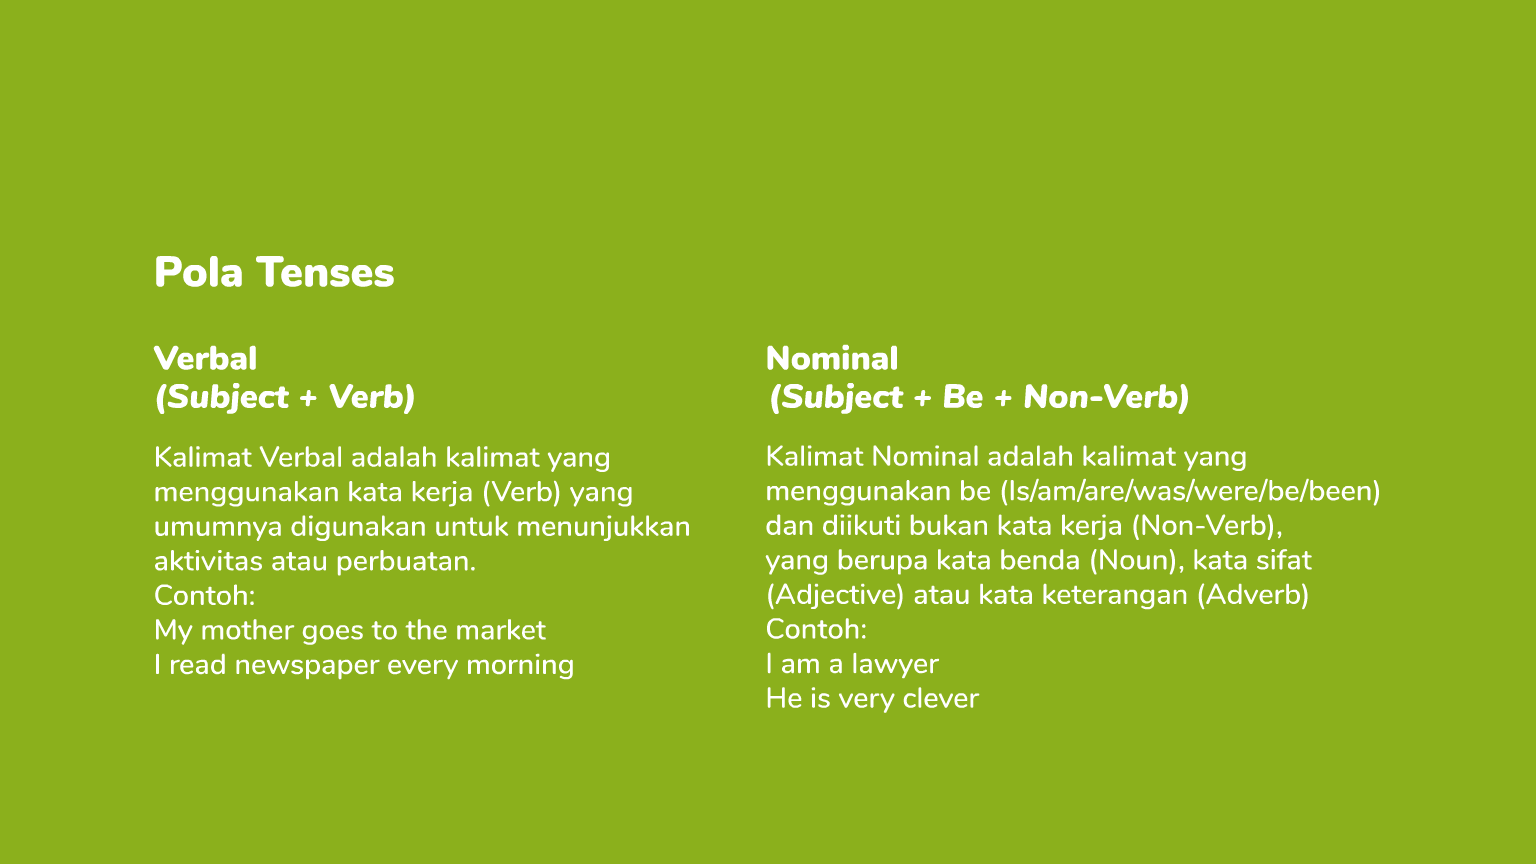 Pola Tenses
Verbal
(Subject + Verb)
Kalimat Verbal adalah kalimat yang
menggunakan kata kerja (Verb) yang
umumnya digunakan untuk menunjukkan
aktivitas atau perbuatan.
Contoh:
My mother goes to the market
I read newspaper every morning
Nominal
(Subject + Be + Non-Verb)
Kalimat Nominal adalah kalimat yang
menggunakan be (Is/am/are/was/were/be/been)
dan diikuti bukan kata kerja (Non-Verb),
yang berupa kata benda (Noun), kata sifat
(Adjective) atau kata keterangan (Adverb)
Contoh:
I am a lawyer
He is very clever